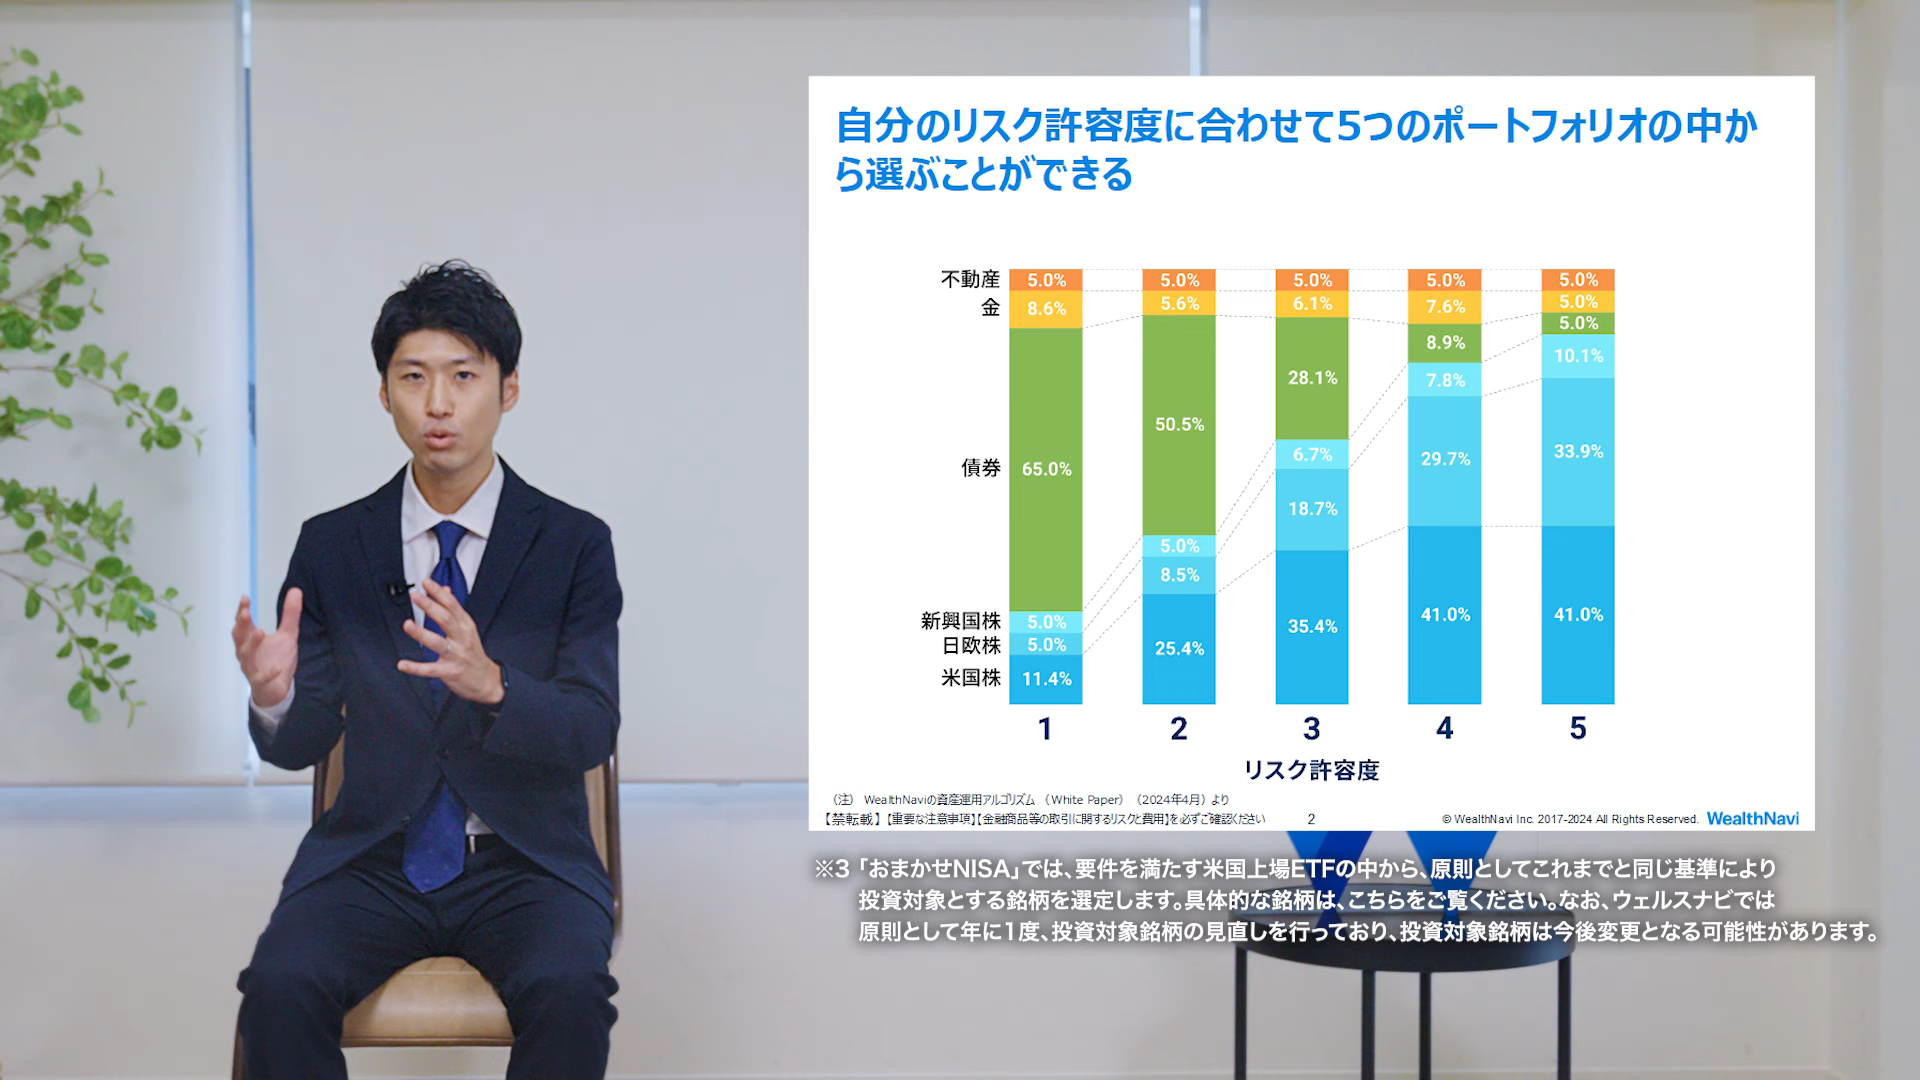 自分のリスク許容度に合わせて5つのポートフォリオの中か
ら選ぶことができる
不動産 5.0% 5.0% 5.0% 5.0% 5.0%
金 8.6% 5.6% 6.1% 7.6% 5.0%
債券 65.0% 50.5% 28.1% 8.9% 5.0%
新興国株 5.0% 5.0% 6.7% 7.8% 10.1%
日欧株 5.0% 8.5% 18.7% 29.7% 33.9%
米国株 11.4% 25.4% 35.4% 41.0% 41.0%
1 2 3 4 5
リスク許容度
（注） WealthNaviの資産運用アルゴリズム （White Paper）（2024年4月）より
【禁転載】【重要な注意事項】【金融商品等の取引に関するリスクと費用】を必ずご確認ください 2 © WealthNavi Inc. 2017-2024 All Rights Reserved. WealthNavi
※3 「おまかせNISA」では、要件を満たす米国上場ETFの中から、原則としてこれまでと同じ基準により
投資対象とする銘柄を選定します。具体的な銘柄は、こちらをご覧ください。なお、ウェルスナビでは
原則として年に1度、投資対象銘柄の見直しを行っており、投資対象銘柄は今後変更となる可能性があります。